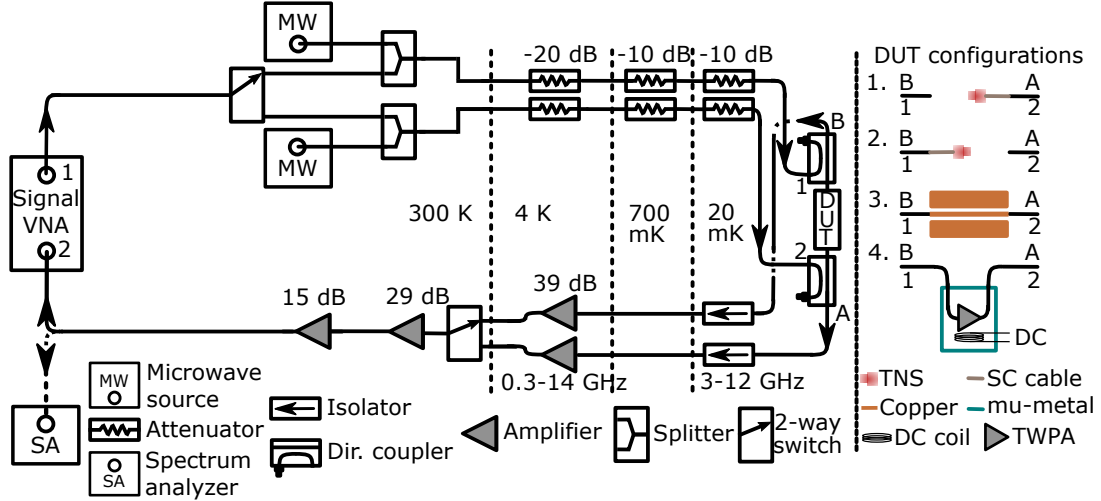 MW
-20 dB
-10 dB
-10 dB
DUT configurations
1.
B
A
1
2
B
1
Signal
VNA
2
1
MW
2.
B
A
1
2
DUT
300 K
4 K
700
mK
20
mK
3.
B
A
1
2
2
4.
B
A
1
2
15 dB
29 dB
39 dB
A
DC
0.3-14 GHz
3-12 GHz
MW
Microwave
source
Isolator
Amplifier
Splitter
2-way
switch
Attenuator
Dir. coupler
SA
SA
Spectrum
analyzer
TNS
SC cable
Copper
mu-metal
DC coil
TWPA